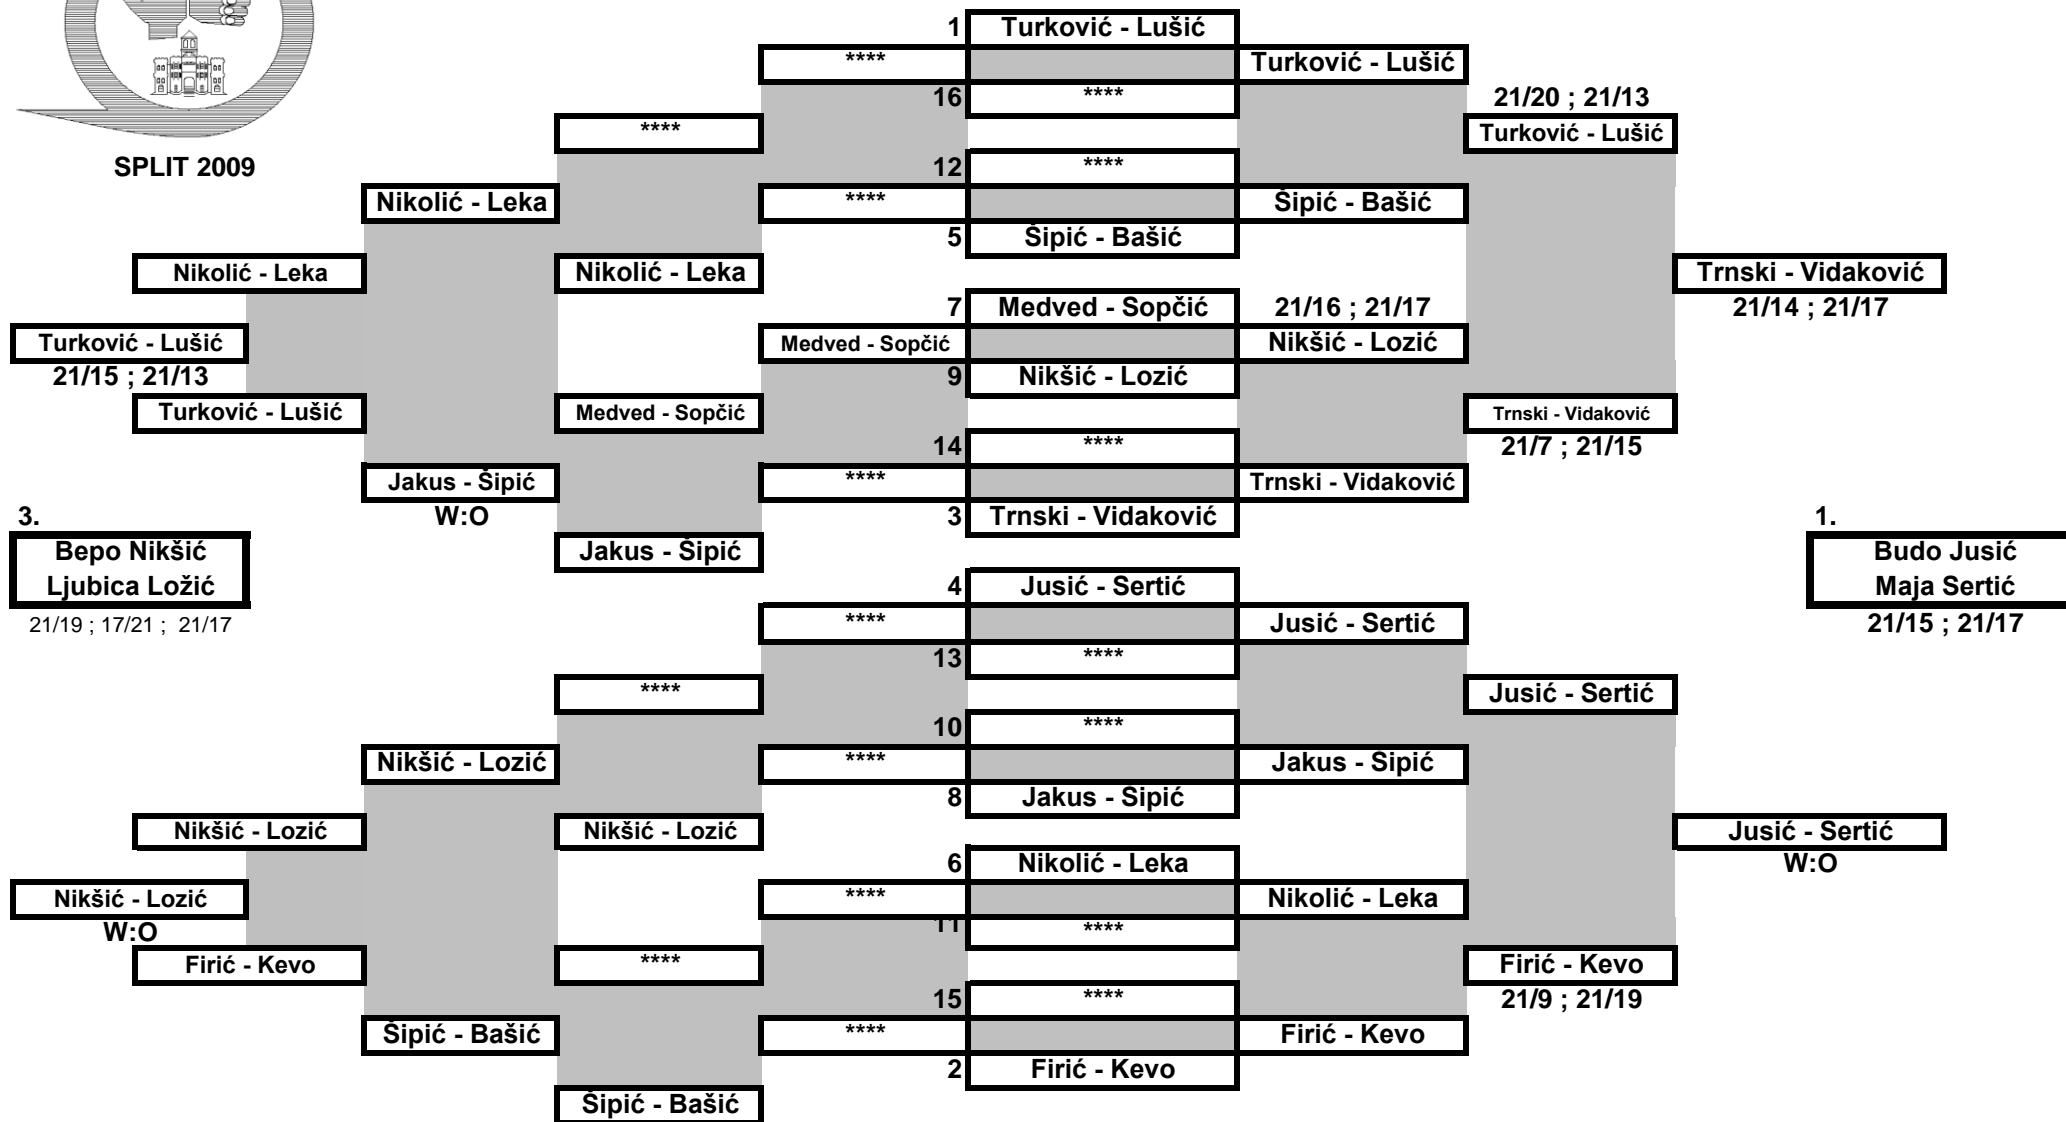 1 Turković - Lušić
**** Turković - Lušić
16 **** 21/20 ; 21/13
**** Turković - Lušić
SPLIT 2009 12 ****
Nikolić - Leka **** Šipić - Bašić
5 Šipić - Bašić
Nikolić - Leka Nikolić - Leka Trnski - Vidaković
7 Medved - Sopčić 21/16 ; 21/17 21/14 ; 21/17
Turković - Lušić Medved - Sopčić Nikšić - Lozić
21/15 ; 21/13 9 Nikšić - Lozić
Turković - Lušić Medved - Sopčić Trnski - Vidaković
14 **** 21/7 ; 21/15
Jakus - Šipić **** Trnski - Vidaković
3. W:O 3 Trnski - Vidaković 1.
Bepo Nikšić Jakus - Šipić Budo Jusić
Ljubica Ložić 4 Jusić - Sertić Maja Sertić
21/19 ; 17/21 ; 21/17 **** Jusić - Sertić 21/15 ; 21/17
13 ****
**** Jusić - Sertić
10 ****
Nikšić - Lozić **** Jakus - Šipić
8 Jakus - Šipić
Nikšić - Lozić Nikšić - Lozić Jusić - Sertić
6 Nikolić - Leka W:O
Nikšić - Lozić **** Nikolić - Leka
W:O 11 ****
Firić - Kevo **** Firić - Kevo
15 **** 21/9 ; 21/19
Šipić - Bašić **** Firić - Kevo
2 Firić - Kevo
Šipić - Bašić